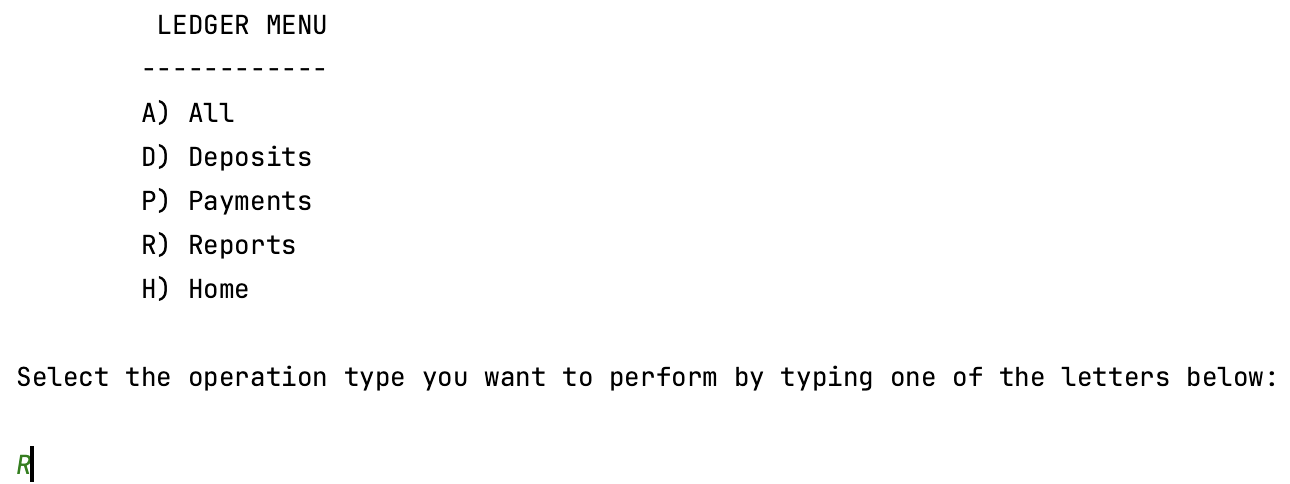 LEDGER MENU
------------
A) All
D) Deposits
P) Payments
R) Reports
H) Home
Select the operation type you want to perform by typing one of the letters below:
R